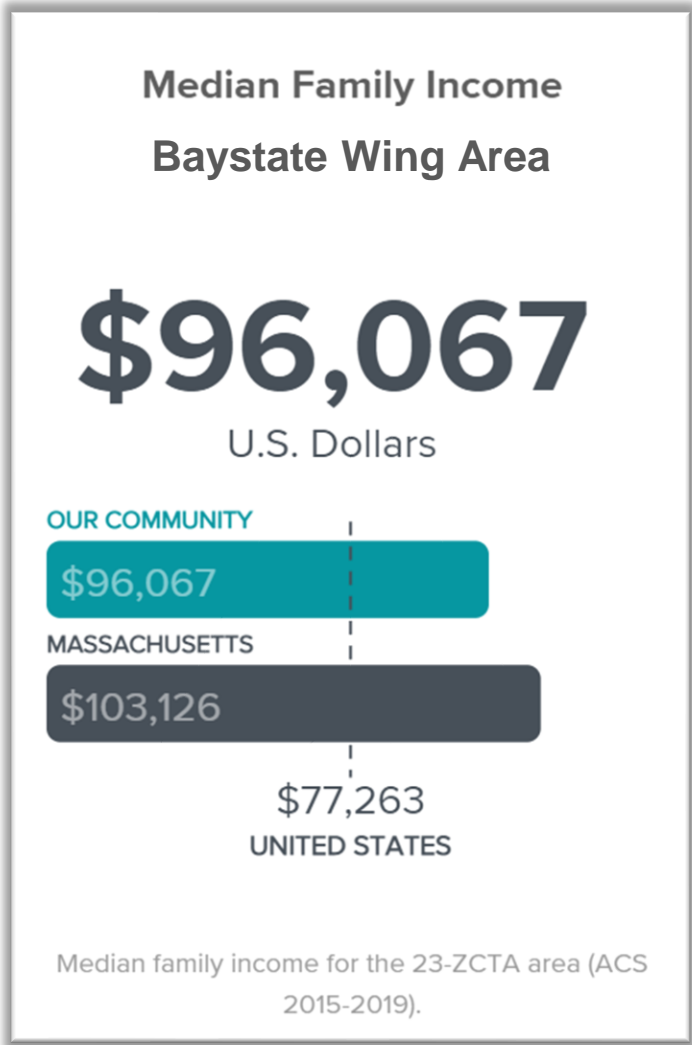 Median Family Income
Baystate Wing Area
$96,067
U.S. Dollars
OUR COMMUNITY
$96,067
MASSACHUSETTS
$103,126
$77,263
UNITED STATES
Median family income for the 23-ZCTA area (ACS
2015-2019).